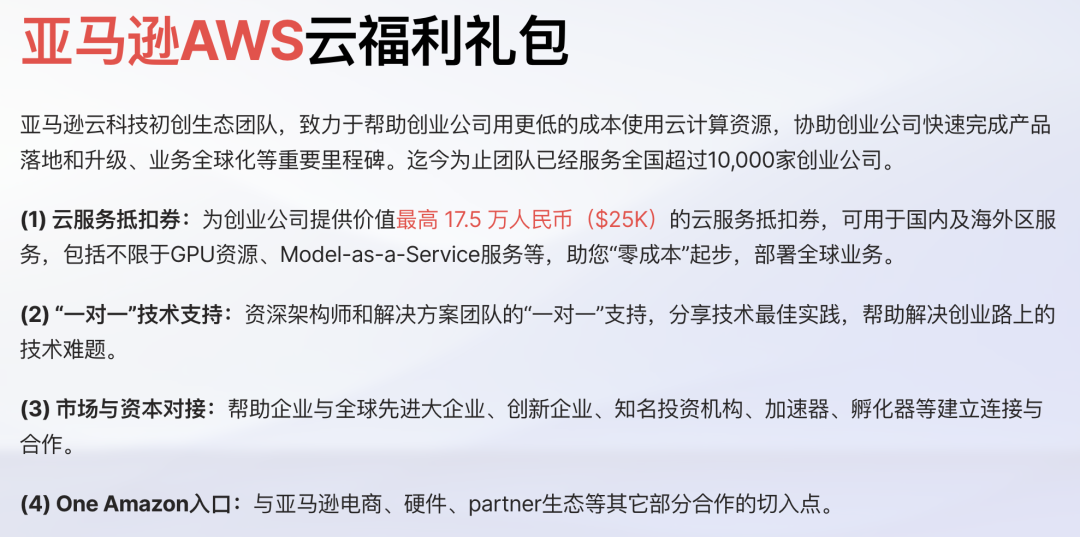 亚马逊AWS云福利礼包
亚马逊云科技初创生态团队，致力于帮助创业公司用更低的成本使用云计算资源，协助创业公司快速完成产品
落地和升级、业务全球化等重要里程碑。迄今为止团队已经服务全国超过10,000家创业公司。
(1) 云服务抵扣券：为创业公司提供价值最高 17.5 万人民币（$25K）的云服务抵扣券，可用于国内及海外区服
务，包括不限于GPU资源、Model-as-a-Service服务等，助您“零成本”起步，部署全球业务。
(2) “一对一”技术支持：资深架构师和解决方案团队的“一对一”支持，分享技术最佳实践，帮助解决创业路上的
技术难题。
(3) 市场与资本对接：帮助企业与全球先进大企业、创新企业、知名投资机构、加速器、孵化器等建立连接与
合作。
(4) One Amazon入口：与亚马逊电商、硬件、partner生态等其它部分合作的切入点。